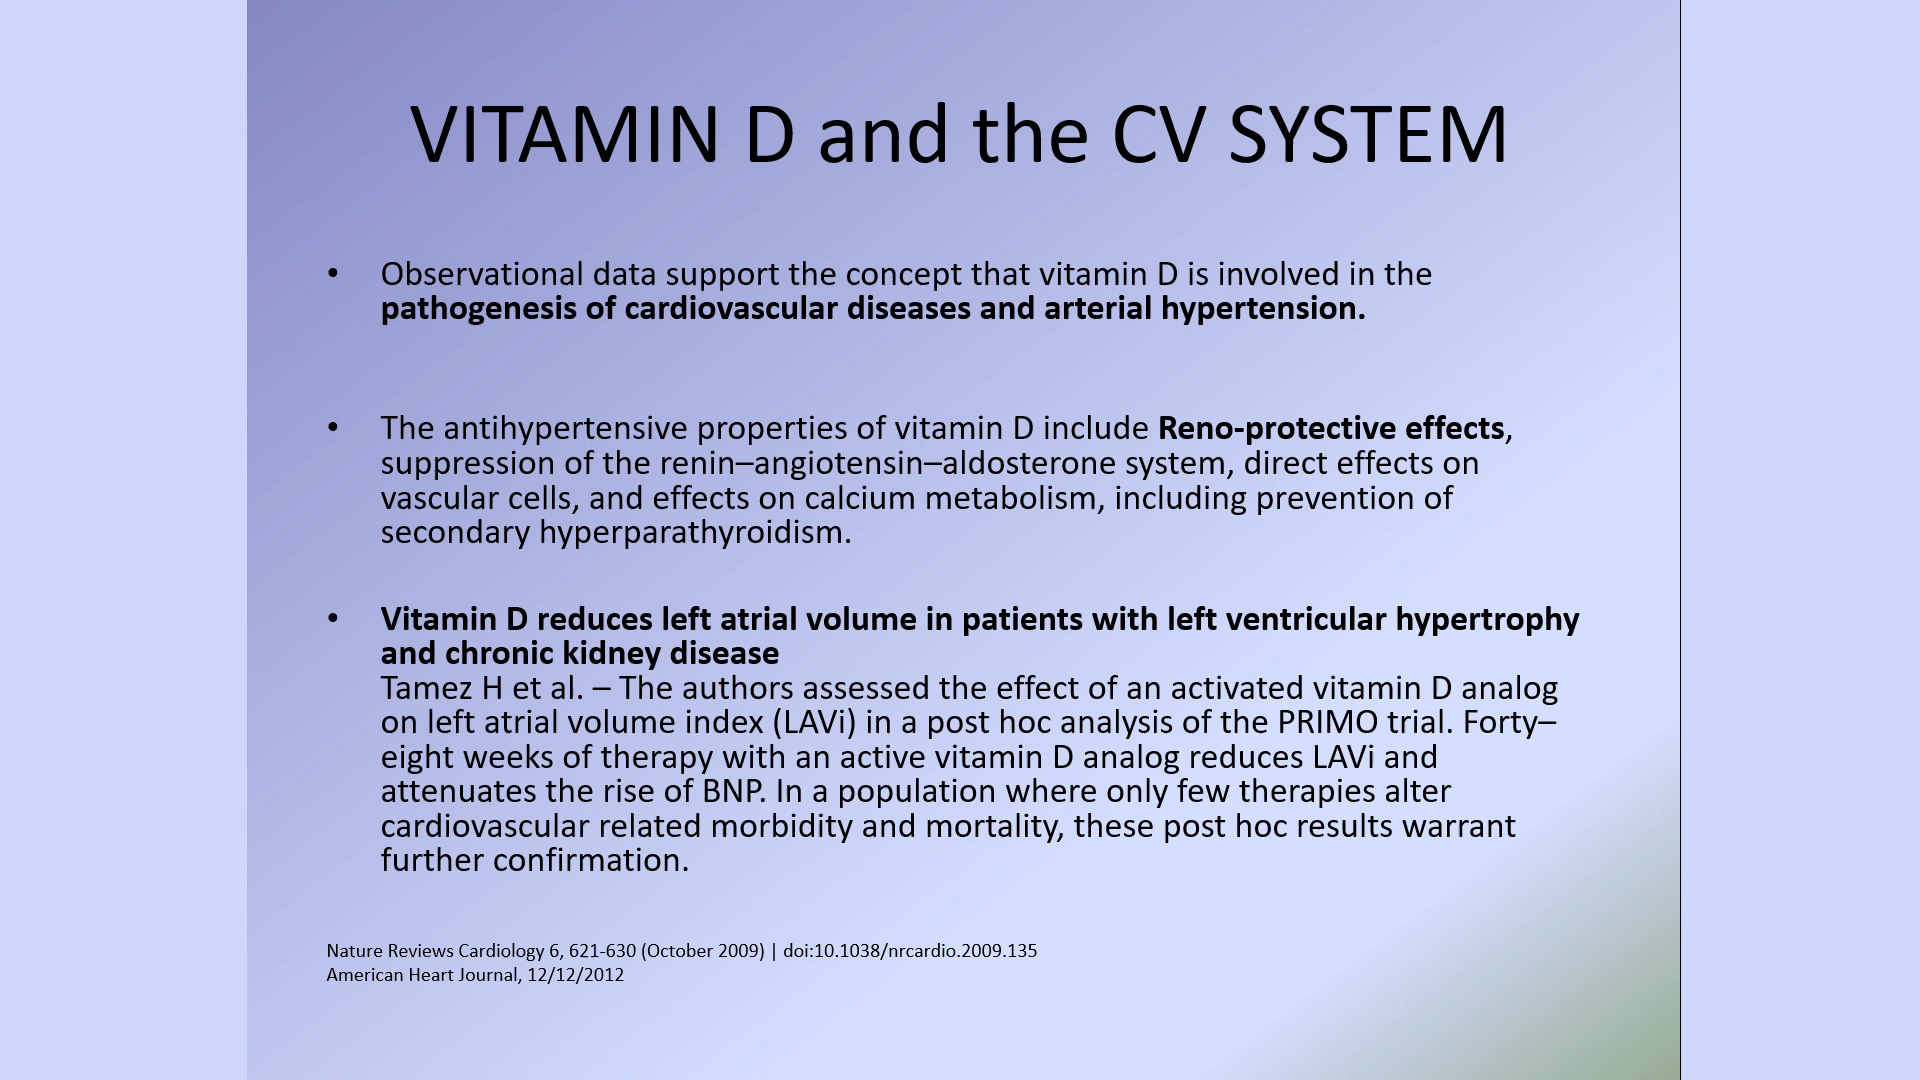 VITAMIN D and the CV SYSTEM
• Observational data support the concept that vitamin D is involved in the
pathogenesis of cardiovascular diseases and arterial hypertension.
• The antihypertensive properties of vitamin D include Reno-protective effects,
suppression of the renin–angiotensin–aldosterone system, direct effects on
vascular cells, and effects on calcium metabolism, including prevention of
secondary hyperparathyroidism.
• Vitamin D reduces left atrial volume in patients with left ventricular hypertrophy
and chronic kidney disease
Tamez H et al. – The authors assessed the effect of an activated vitamin D analog
on left atrial volume index (LAVi) in a post hoc analysis of the PRIMO trial. Forty–
eight weeks of therapy with an active vitamin D analog reduces LAVi and
attenuates the rise of BNP. In a population where only few therapies alter
cardiovascular related morbidity and mortality, these post hoc results warrant
further confirmation.
Nature Reviews Cardiology 6, 621-630 (October 2009) | doi:10.1038/nrcardio.2009.135
American Heart Journal, 12/12/2012